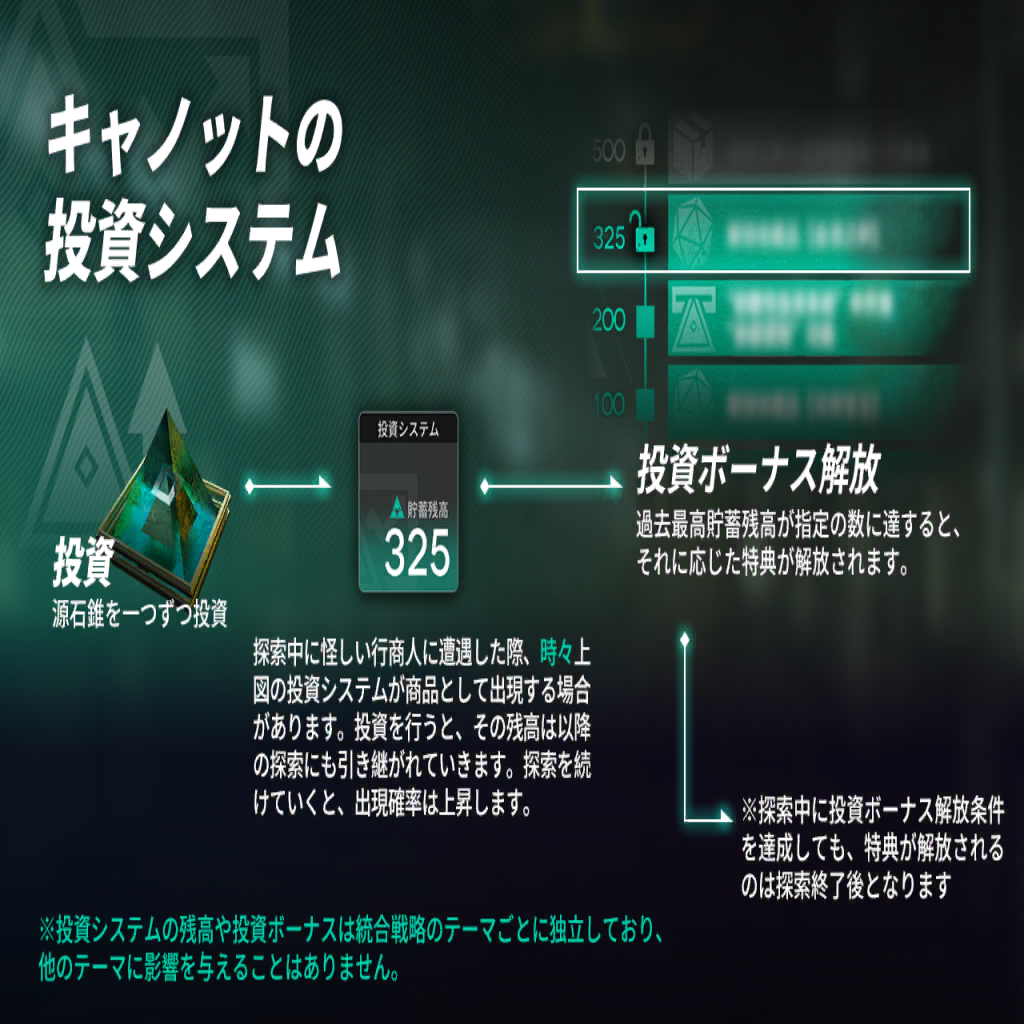 キャノットの
投資システム
500
325
200
100
投資システム
貯蓄残高
325
投資
源石錐を一つずつ投資
投資ボーナス解放
過去最高貯蓄残高が指定の数に達すると、
それに応じた特典が解放されます。
探索中に怪しい行商人に遭遇した際、時々上
図の投資システムが商品として出現する場合
があります。投資を行うと、その残高は以降
の探索にも引き継がれていきます。探索を続
けていくと、出現確率は上昇します。
※探索中に投資ボーナス解放条件
を達成しても、特典が解放される
のは探索終了後となります
※投資システムの残高や投資ボーナスは統合戦略のテーマごとに独立しており、
他のテーマに影響を与えることはありません。